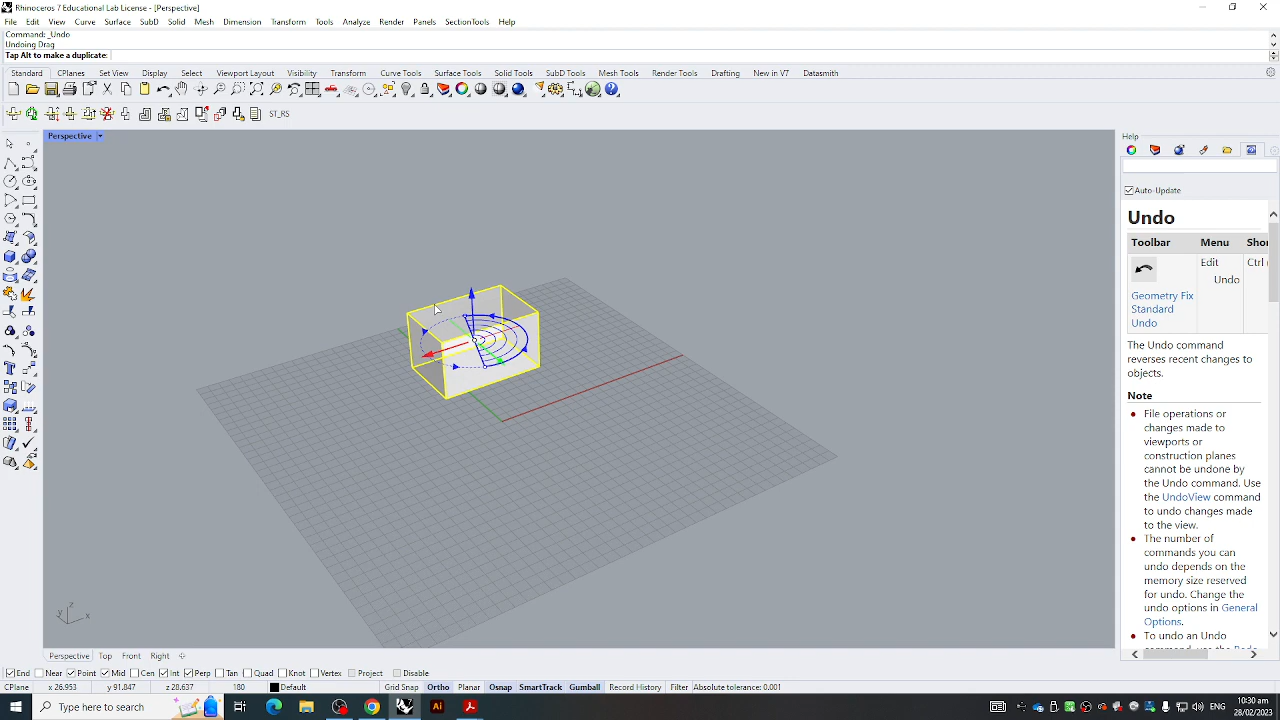 Rhinoceros 7 Educational Lab License - [Perspective]
File Edit View Curve Surface SubD Solid Mesh Dimension Transform Tools Analyze Render Panels SectionTools Help
Command: _Undo
Undoing Drag
Tap Alt to make a duplicate:
Standard CPlanes Set View Display Select Viewport Layout Visibility Transform Curve Tools Surface Tools Solid Tools SubD Tools Mesh Tools Render Tools Drafting New in V7 Datasmith
ST_RS
Perspective
Help
Auto-Update
Undo
Toolbar Menu Shor
Edit Ctrl
Undo
Geometry Fix
Standard
Undo
The Undo command
reverses recent changes to
objects.
Note
File operations or
changes made to
viewports or
construction planes
cannot be undone by
the Undo command. Use
the UndoView command
to undo changes made
to the view.
The number of
commands you can
undo depends on the
memory size reserved
for undo. Change the
undo options in General
Options.
To undo an Undo
z
y x
Perspective Top Front Right
End Near Point Mid Cen Int Perp Tan Quad Knot Vertex Project Disable
CPlane x 26.953 y 91.847 z 28.637 180 Default Grid Snap Ortho Planar Osnap SmartTrack Gumball Record History Filter Absolute tolerance: 0.001
Type here to search
Ai
ENG
10:30 am
28/02/2023